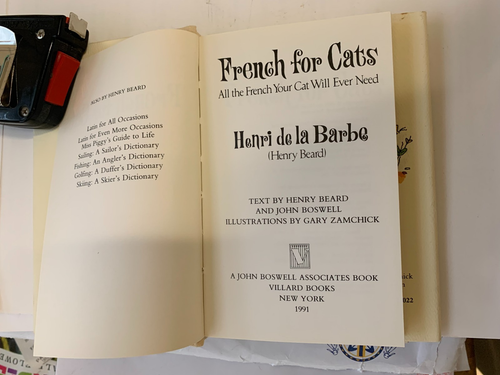 ALSO BY HENRY BEARD
Latin for All Occasions
Latin for Even More Occasions
Miss Piggy's Guide to Life
Sailing: A Sailor's Dictionary
Fishing: An Angler's Dictionary
Golfing: A Duffer's Dictionary
Skiing: A Skier's Dictionary
French for Cats
All the French Your Cat Will Ever Need
Henri de la Barbe
(Henry Beard)
TEXT BY HENRY BEARD
AND JOHN BOSWELL
ILLUSTRATIONS BY GARY ZAMCHICK
V
A JOHN BOSWELL ASSOCIATES BOOK
VILLARD BOOKS
NEW YORK
1991